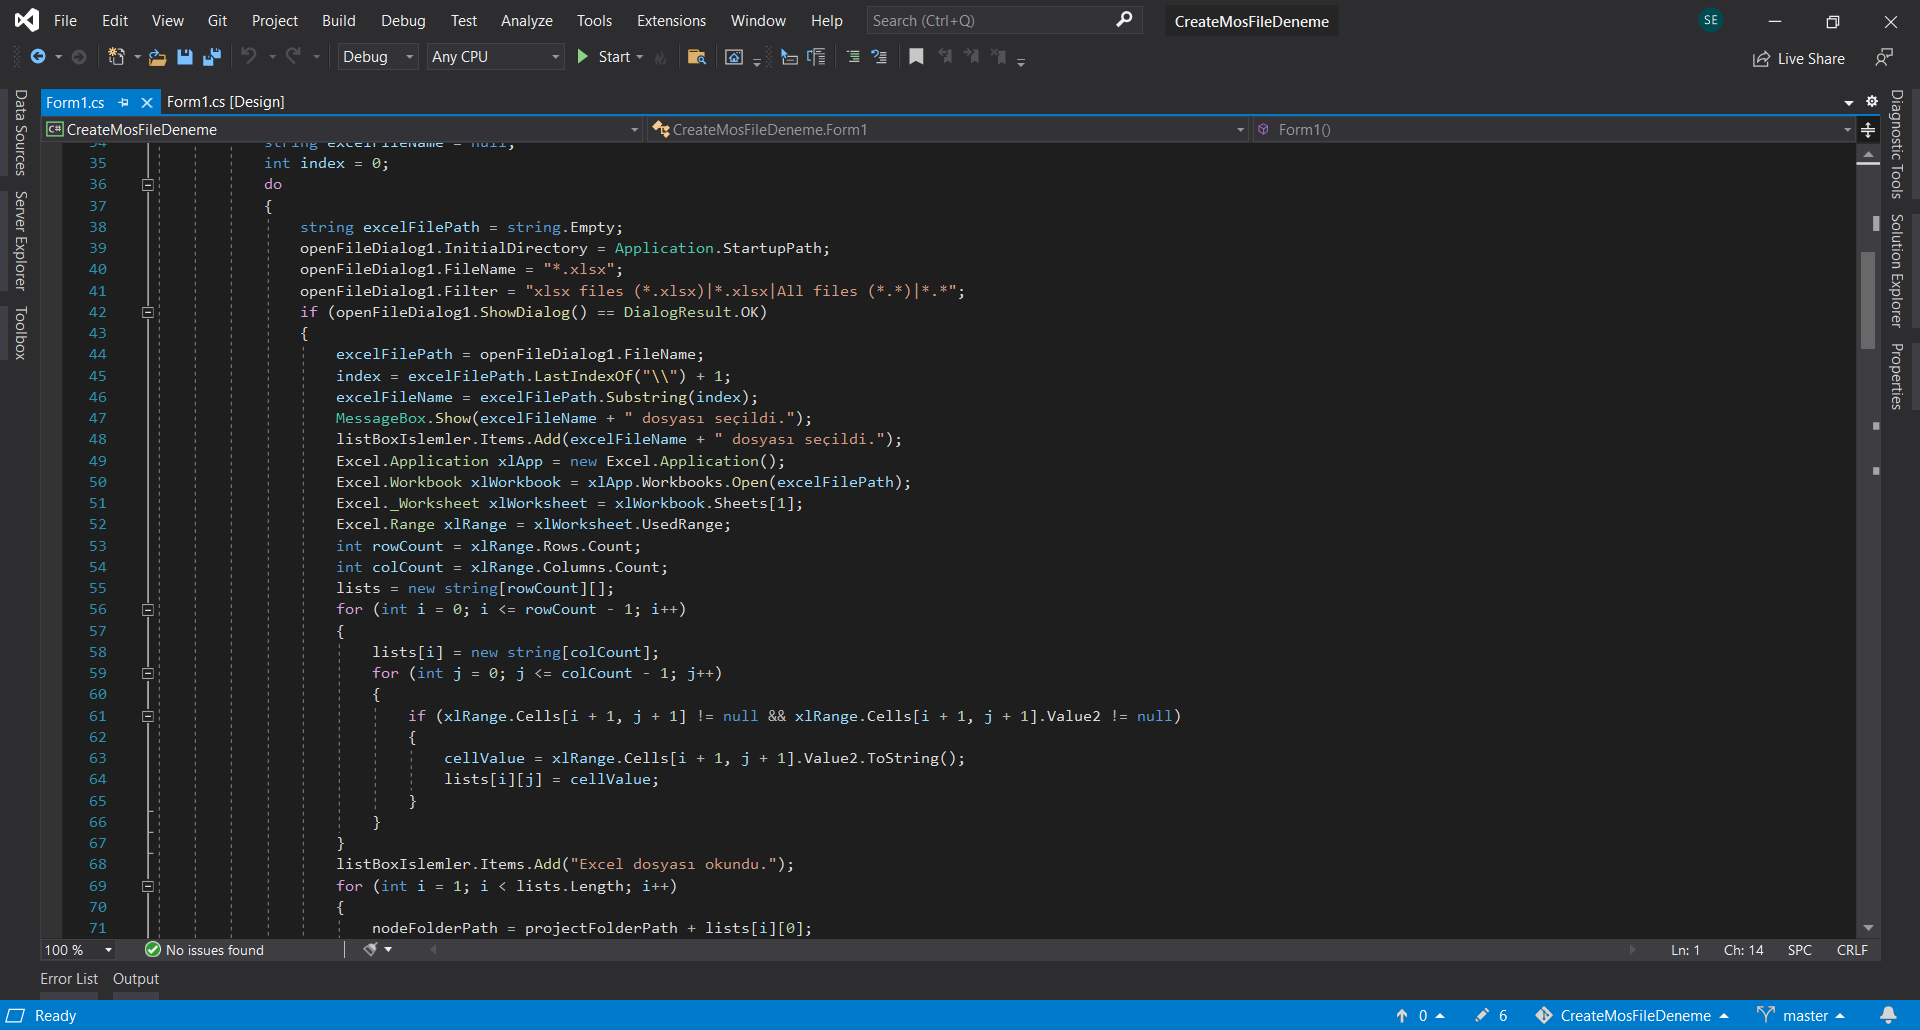 File Edit View Git Project Build Debug Test Analyze Tools Extensions Window Help Search (Ctrl+Q) CreateMosFileDeneme SE
Debug Any CPU Start Live Share
Form1.cs Form1.cs [Design]
C# CreateMosFileDeneme CreateMosFileDeneme.Form1 Form1()
Data Sources
Server Explorer
Toolbox
34 string excelFileName = null;
35 int index = 0;
36 do
37 {
38 string excelFilePath = string.Empty;
39 openFileDialog1.InitialDirectory = Application.StartupPath;
40 openFileDialog1.FileName = "*.xlsx";
41 openFileDialog1.Filter = "xlsx files (*.xlsx)|*.xlsx|All files (*.*)|*.*";
42 if (openFileDialog1.ShowDialog() == DialogResult.OK)
43 {
44 excelFilePath = openFileDialog1.FileName;
45 index = excelFilePath.LastIndexOf("\\") + 1;
46 excelFileName = excelFilePath.Substring(index);
47 MessageBox.Show(excelFileName + " dosyası seçildi.");
48 listBoxIslemler.Items.Add(excelFileName + " dosyası seçildi.");
49 Excel.Application xlApp = new Excel.Application();
50 Excel.Workbook xlWorkbook = xlApp.Workbooks.Open(excelFilePath);
51 Excel._Worksheet xlWorksheet = xlWorkbook.Sheets[1];
52 Excel.Range xlRange = xlWorksheet.UsedRange;
53 int rowCount = xlRange.Rows.Count;
54 int colCount = xlRange.Columns.Count;
55 lists = new string[rowCount][];
56 for (int i = 0; i <= rowCount - 1; i++)
57 {
58 lists[i] = new string[colCount];
59 for (int j = 0; j <= colCount - 1; j++)
60 {
61 if (xlRange.Cells[i + 1, j + 1] != null && xlRange.Cells[i + 1, j + 1].Value2 != null)
62 {
63 cellValue = xlRange.Cells[i + 1, j + 1].Value2.ToString();
64 lists[i][j] = cellValue;
65 }
66 }
67 }
68 listBoxIslemler.Items.Add("Excel dosyası okundu.");
69 for (int i = 1; i < lists.Length; i++)
70 {
71 nodeFolderPath = projectFolderPath + lists[i][0];
Diagnostic Tools
Solution Explorer
Properties
100 % No issues found Ln: 1 Ch: 14 SPC CRLF
Error List Output
Ready 0 6 CreateMosFileDeneme master